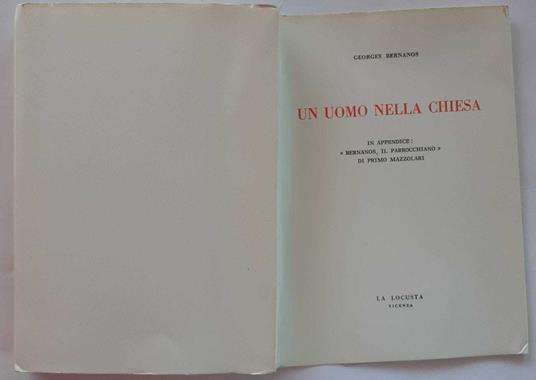 GEORGES BERNANOS
UN UOMO NELLA CHIESA
IN APPENDICE:
« BERNANOS, IL PARROCCHIANO »
DI PRIMO MAZZOLARI
LA LOCUSTA
VICENZA